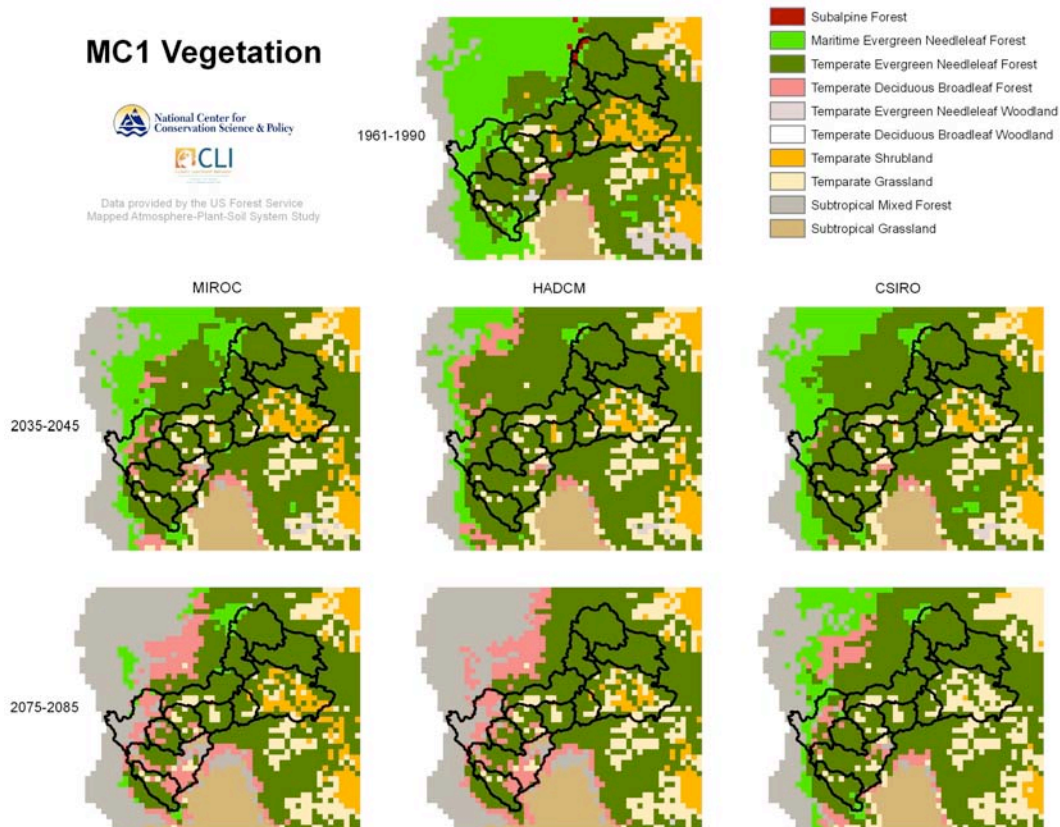 MC1 Vegetation
National Center for
Conservation Science & Policy
CLI
Data provided by the US Forest Service
Mapped Atmosphere-Plant-Soil System Study
1961-1990
Subalpine Forest
Maritime Evergreen Needleleaf Forest
Temperate Evergreen Needleleaf Forest
Temperate Deciduous Broadleaf Forest
Temparate Evergreen Needleleaf Woodland
Temperate Deciduous Broadleaf Woodland
Temparate Shrubland
Temparate Grassland
Subtropical Mixed Forest
Subtropical Grassland
MIROC
HADCM
CSIRO
2035-2045
2075-2085